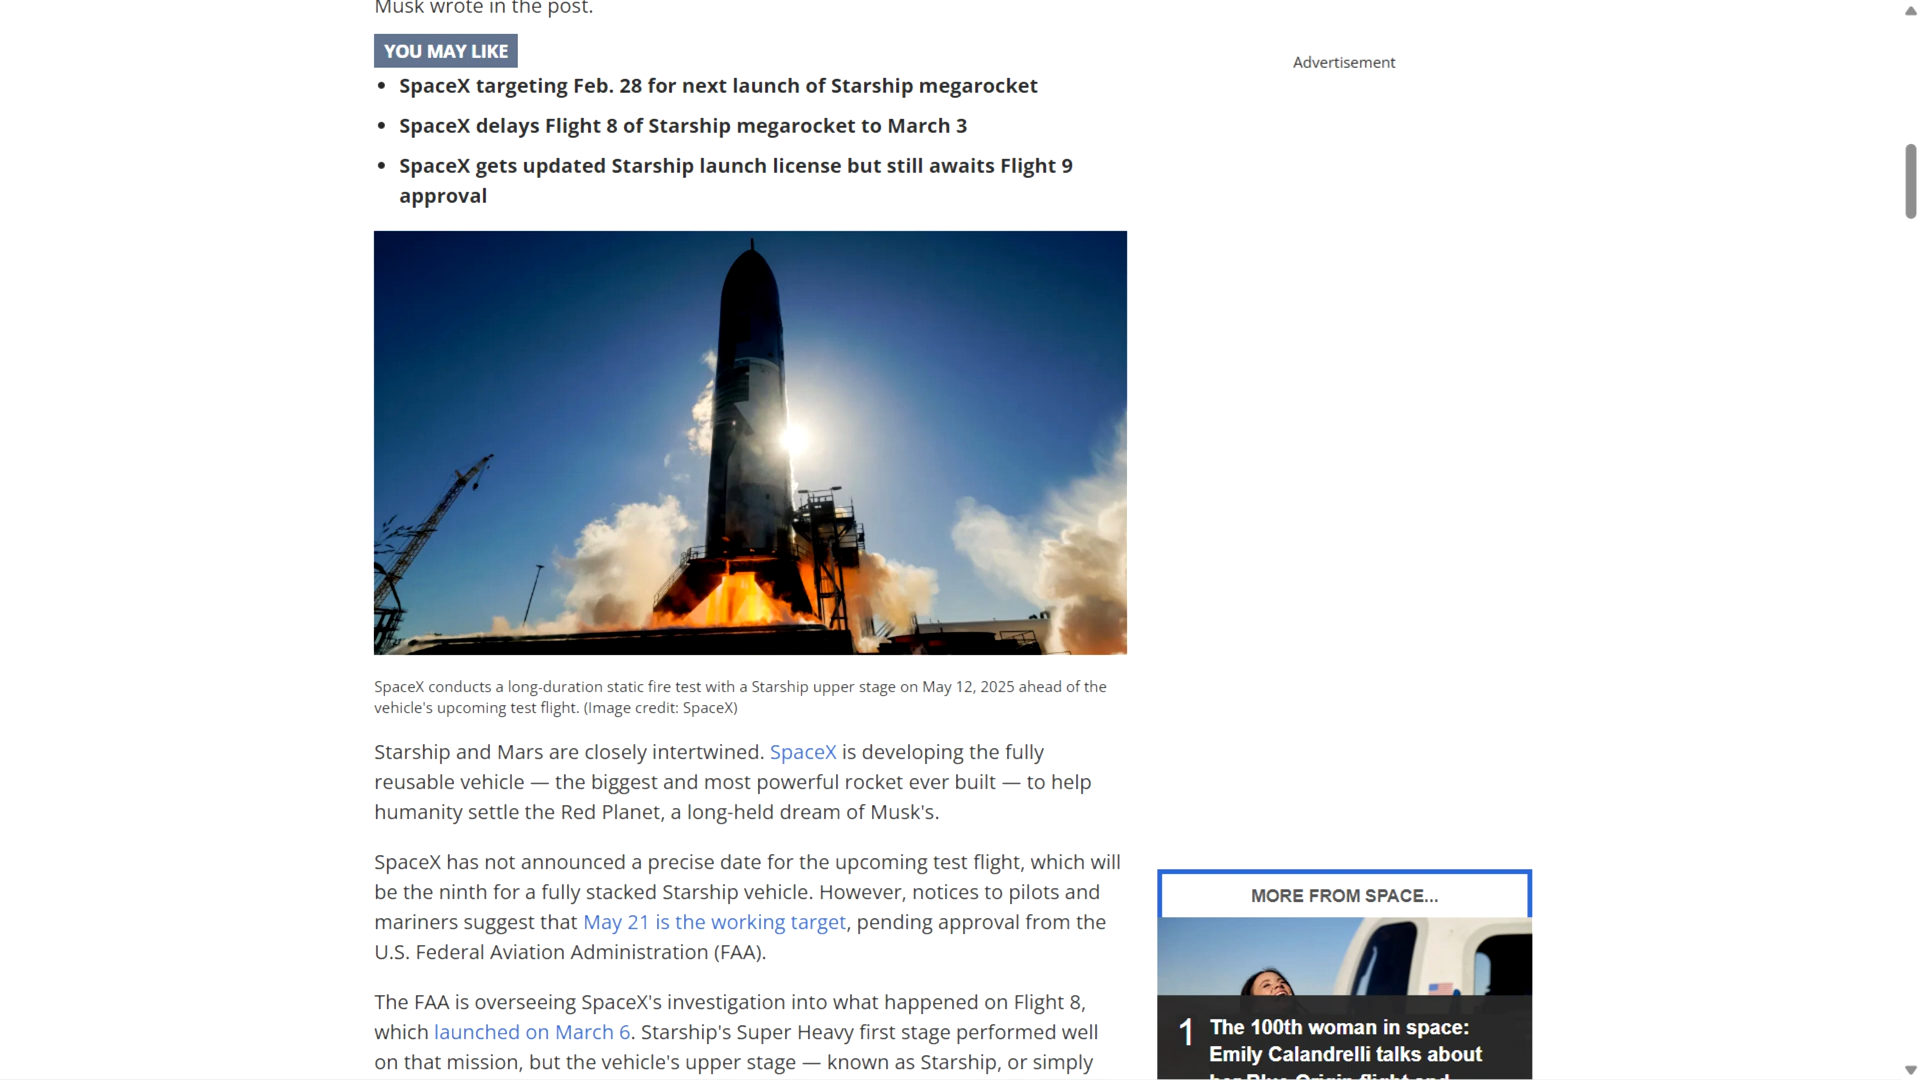 Musk wrote in the post.
YOU MAY LIKE
SpaceX targeting Feb. 28 for next launch of Starship megarocket
SpaceX delays Flight 8 of Starship megarocket to March 3
SpaceX gets updated Starship launch license but still awaits Flight 9
approval
SpaceX conducts a long-duration static fire test with a Starship upper stage on May 12, 2025 ahead of the
vehicle's upcoming test flight. (Image credit: SpaceX)
Starship and Mars are closely intertwined. SpaceX is developing the fully
reusable vehicle — the biggest and most powerful rocket ever built — to help
humanity settle the Red Planet, a long-held dream of Musk's.
SpaceX has not announced a precise date for the upcoming test flight, which will
be the ninth for a fully stacked Starship vehicle. However, notices to pilots and
mariners suggest that May 21 is the working target, pending approval from the
U.S. Federal Aviation Administration (FAA).
The FAA is overseeing SpaceX's investigation into what happened on Flight 8,
which launched on March 6. Starship's Super Heavy first stage performed well
on that mission, but the vehicle's upper stage — known as Starship, or simply
Advertisement
MORE FROM SPACE...
1 The 100th woman in space:
Emily Calandrelli talks about
her Blue Origin flight and